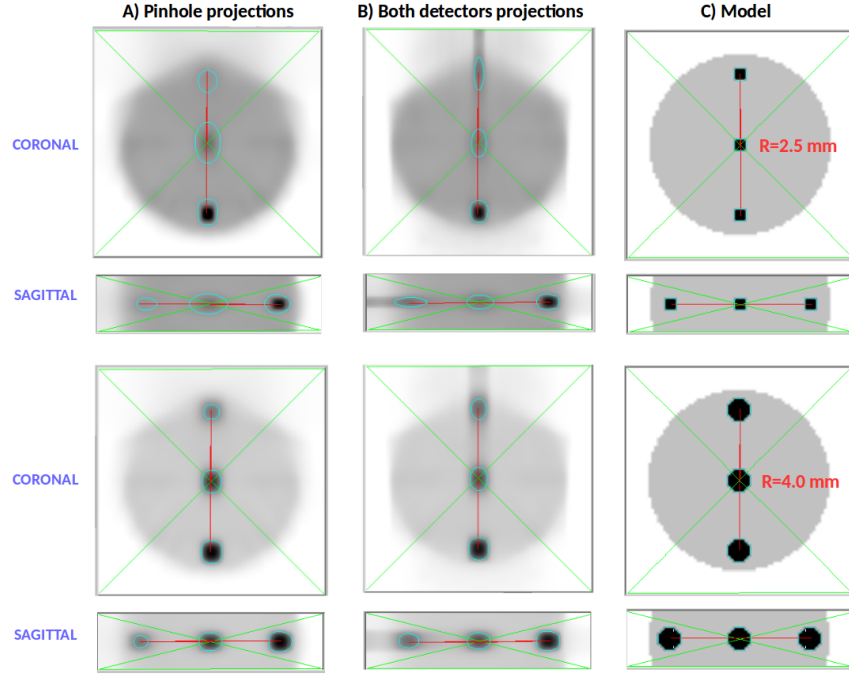 A) Pinhole projections B) Both detectors projections C) Model
CORONAL
R=2.5 mm
SAGITTAL
CORONAL
R=4.0 mm
SAGITTAL